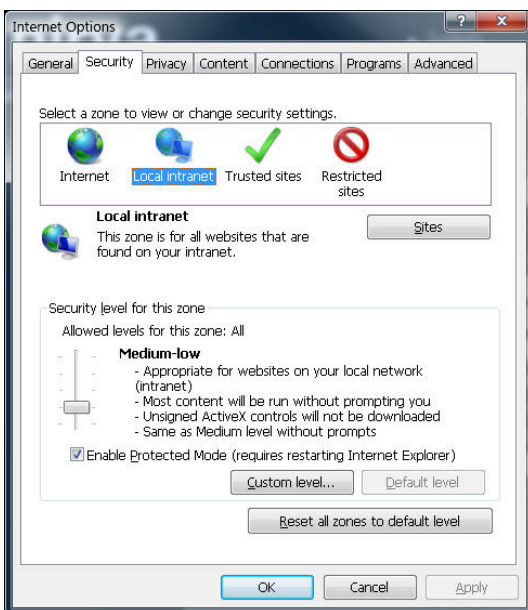 Internet Options
?
X
General Security Privacy Content Connections Programs Advanced
Select a zone to view or change security settings.
Internet Local intranet Trusted sites Restricted
sites
Local intranet
Sites
This zone is for all websites that are
found on your intranet.
Security level for this zone
Allowed levels for this zone: All
Medium-low
- Appropriate for websites on your local network
(intranet)
- Most content will be run without prompting you
- Unsigned ActiveX controls will not be downloaded
- Same as Medium level without prompts
Enable Protected Mode (requires restarting Internet Explorer)
Custom level... Default level
Reset all zones to default level
OK Cancel Apply